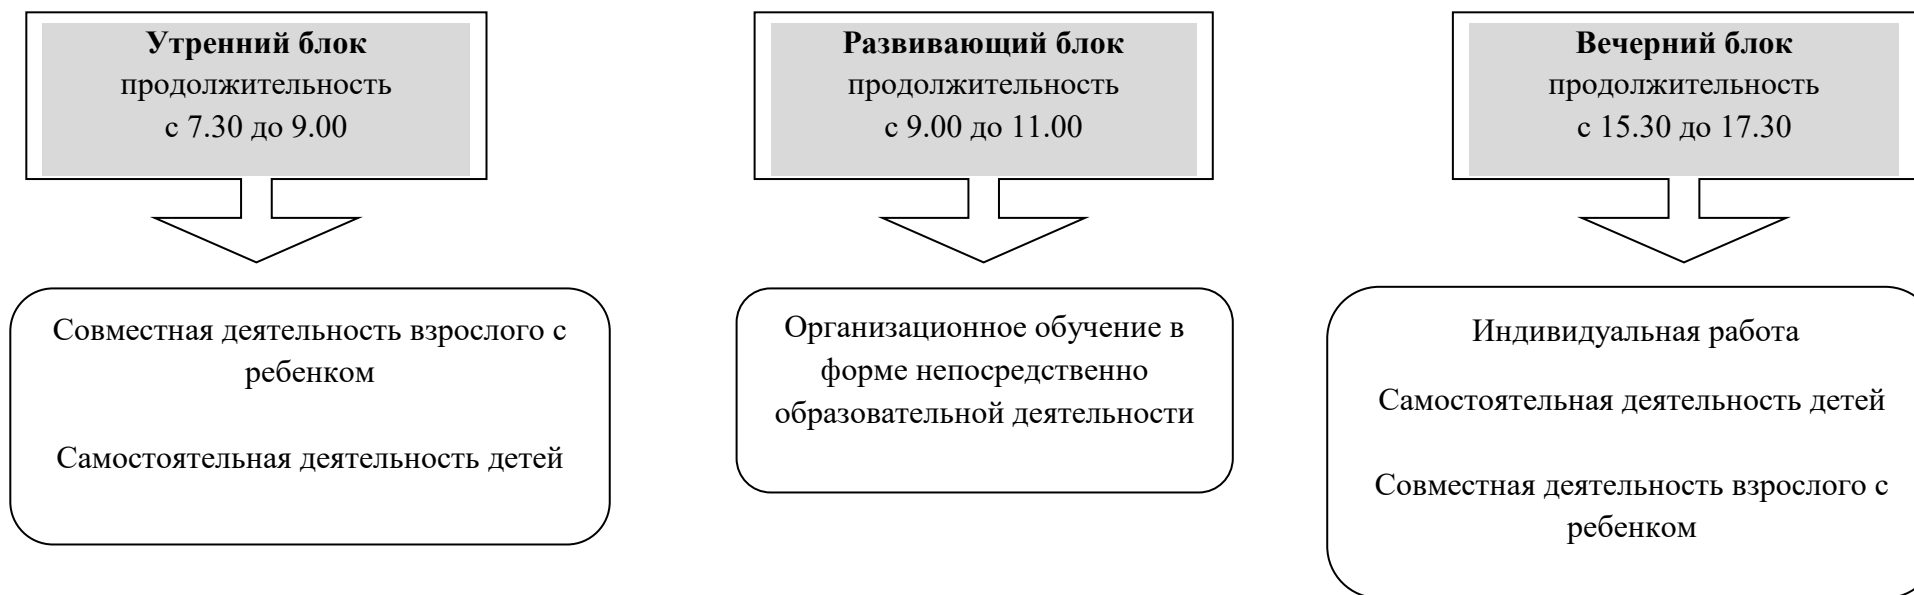 Утренний блок
продолжительность
с 7.30 до 9.00
Развивающий блок
продолжительность
с 9.00 до 11.00
Вечерний блок
продолжительность
с 15.30 до 17.30
Совместная деятельность взрослого с
ребенком
Самостоятельная деятельность детей
Организационное обучение в
форме непосредственно
образовательной деятельности
Индивидуальная работа
Самостоятельная деятельность детей
Совместная деятельность взрослого с
ребенком